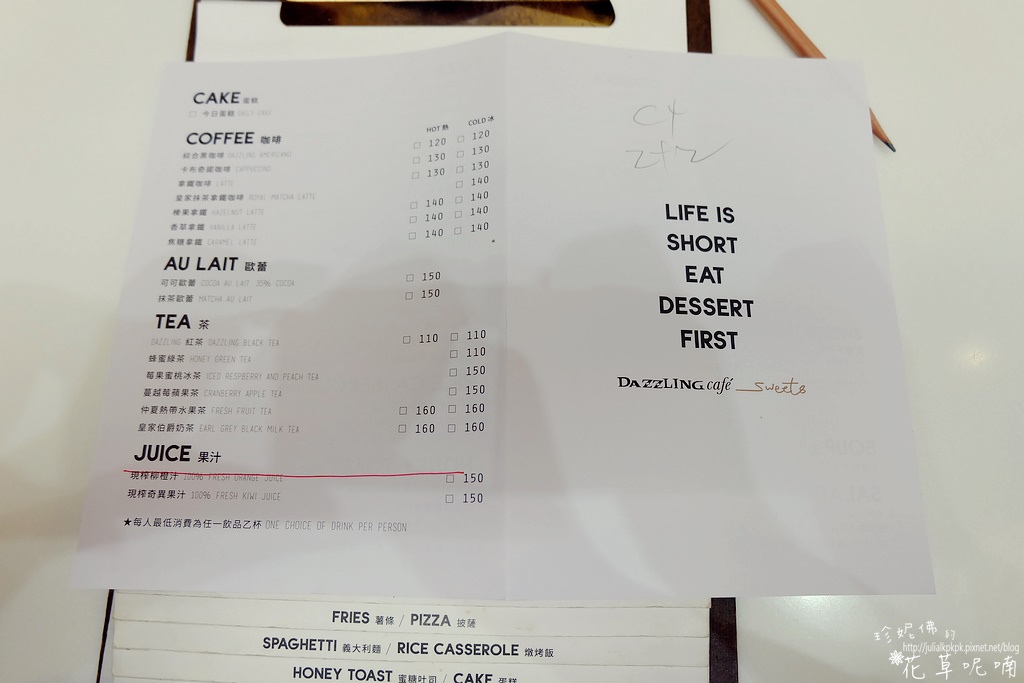 CAKE 蛋糕
☐ 今日蛋糕 DAILY CAKE
HOT 熱 COLD 冰
COFFEE 咖啡
綜合黑咖啡 DAZZLING AMERICANO ☐ 120 ☐ 120
卡布奇諾咖啡 CAPPUCCINO ☐ 130 ☐ 130
拿鐵咖啡 LATTE ☐ 130 ☐ 130
皇家抹茶拿鐵咖啡 ROYAL MATCHA LATTE ☐ 140
榛果拿鐵 HAZELNUT LATTE ☐ 140 ☐ 140
香草拿鐵 VANILLA LATTE ☐ 140 ☐ 140
焦糖拿鐵 CARAMEL LATTE ☐ 140 ☐ 140
AU LAIT 歐蕾
可可歐蕾 COCOA AU LAIT 35% COCOA ☐ 150
抹茶歐蕾 MATCHA AU LAIT ☐ 150
TEA 茶
DAZZLING 紅茶 DAZZLING BLACK TEA ☐ 110 ☐ 110
蜂蜜綠茶 HONEY GREEN TEA ☐ 110
莓果蜜桃冰茶 ICED RESPBERRY AND PEACH TEA ☐ 150
蔓越莓蘋果茶 CRANBERRY APPLE TEA ☐ 150
仲夏熱帶水果茶 FRESH FRUIT TEA ☐ 160 ☐ 160
皇家伯爵奶茶 EARL GREY BLACK MILK TEA ☐ 160 ☐ 160
JUICE 果汁
現榨柳橙汁 100% FRESH ORANGE JUICE ☐ 150
現榨奇異果汁 100% FRESH KIWI JUICE ☐ 150
★每人最低消費為任一飲品乙杯 ONE CHOICE OF DRINK PER PERSON
C4
2+2
LIFE IS
SHORT
EAT
DESSERT
FIRST
DAZZLING café sweets
FRIES 薯條 / PIZZA 披薩
SPAGHETTI 義大利麵 / RICE CASSEROLE 燉烤飯
HONEY TOAST 蜜糖吐司 / CAKE 蛋糕
珍妮佛的
http://julialkpkpk.pixnet.net/blog
花草呢喃